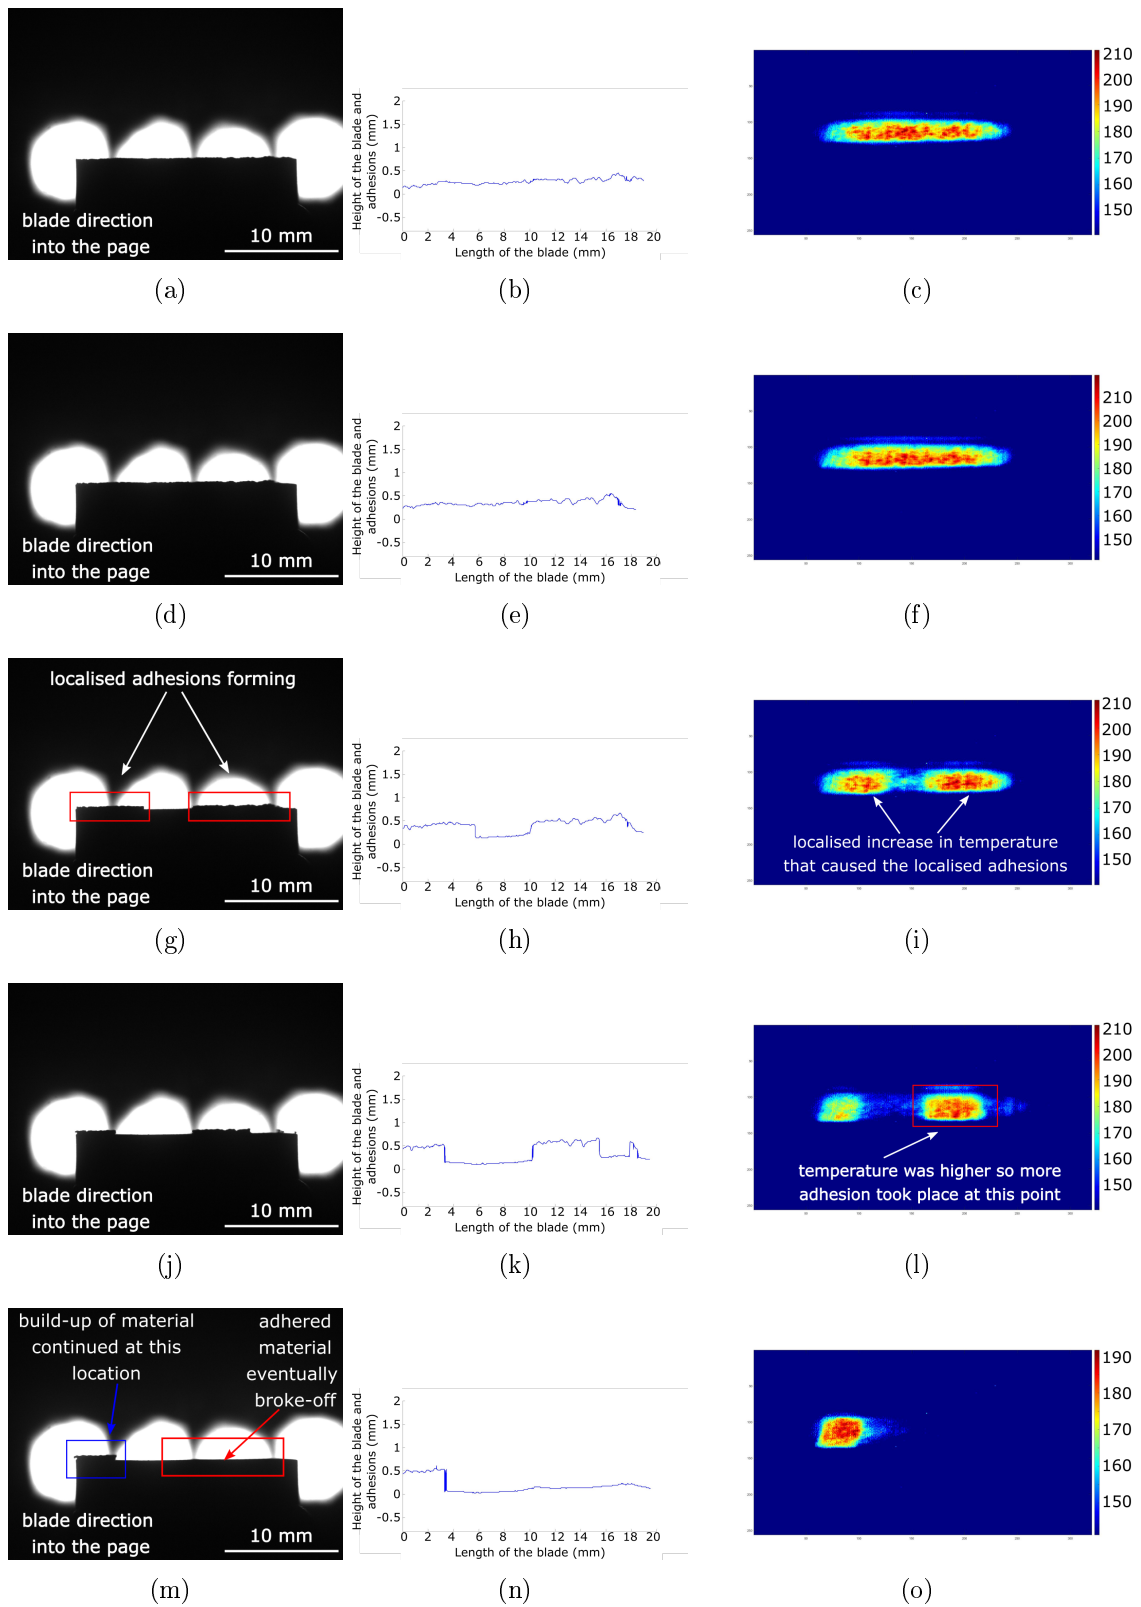 blade direction
into the page
10 mm
Height of the blade and
adhesions (mm)
2
1.5
1
0.5
0
-0.5
0 2 4 6 8 10 12 14 16 18 20
Length of the blade (mm)
210
200
190
180
170
160
150
(a)
(b)
(c)
blade direction
into the page
10 mm
Height of the blade and
adhesions (mm)
2
1.5
1
0.5
0
-0.5
0 2 4 6 8 10 12 14 16 18 20
Length of the blade (mm)
210
200
190
180
170
160
150
(d)
(e)
(f)
localised adhesions forming
blade direction
into the page
10 mm
Height of the blade and
adhesions (mm)
2
1.5
1
0.5
0
-0.5
0 2 4 6 8 10 12 14 16 18 20
Length of the blade (mm)
localised increase in temperature
that caused the localised adhesions
210
200
190
180
170
160
150
(g)
(h)
(i)
blade direction
into the page
10 mm
Height of the blade and
adhesions (mm)
2
1.5
1
0.5
0
-0.5
0 2 4 6 8 10 12 14 16 18 20
Length of the blade (mm)
temperature was higher so more
adhesion took place at this point
210
200
190
180
170
160
150
(j)
(k)
(l)
build-up of material
continued at this
location
adhered
material
eventually
broke-off
blade direction
into the page
10 mm
Height of the blade and
adhesions (mm)
2
1.5
1
0.5
0
-0.5
0 2 4 6 8 10 12 14 16 18 20
Length of the blade (mm)
190
180
170
160
150
(m)
(n)
(o)